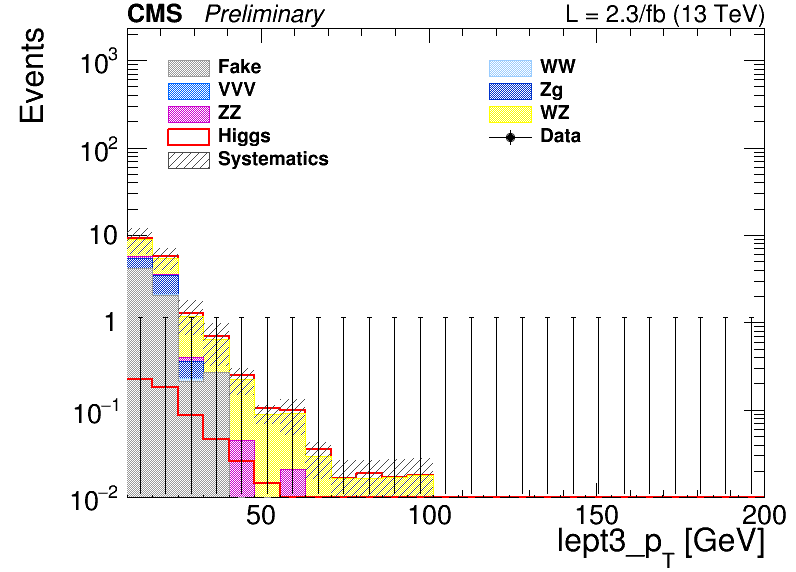 CMS Preliminary L = 2.3/fb (13 TeV)
Events
10³
10²
10
1
10⁻¹
10⁻²
Fake
VVV
ZZ
Higgs
Systematics
WW
Zg
WZ
Data
50 100 150 200
lept3_p_T [GeV]